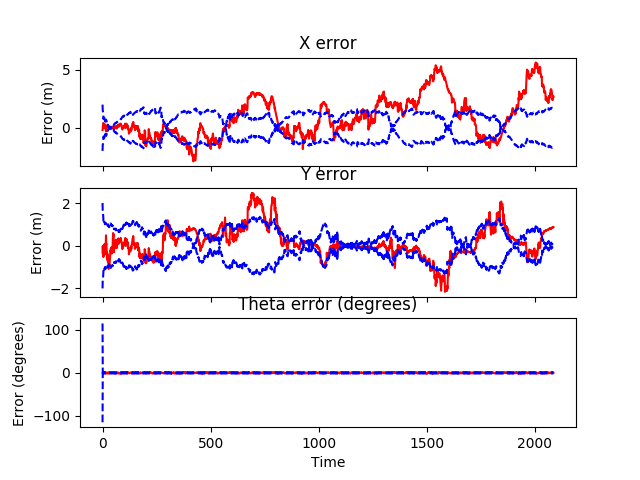 X error
Error (m)
5
0
Y error
Error (m)
2
0
−2
Theta error (degrees)
Error (degrees)
100
0
−100
0 500 1000 1500 2000
Time